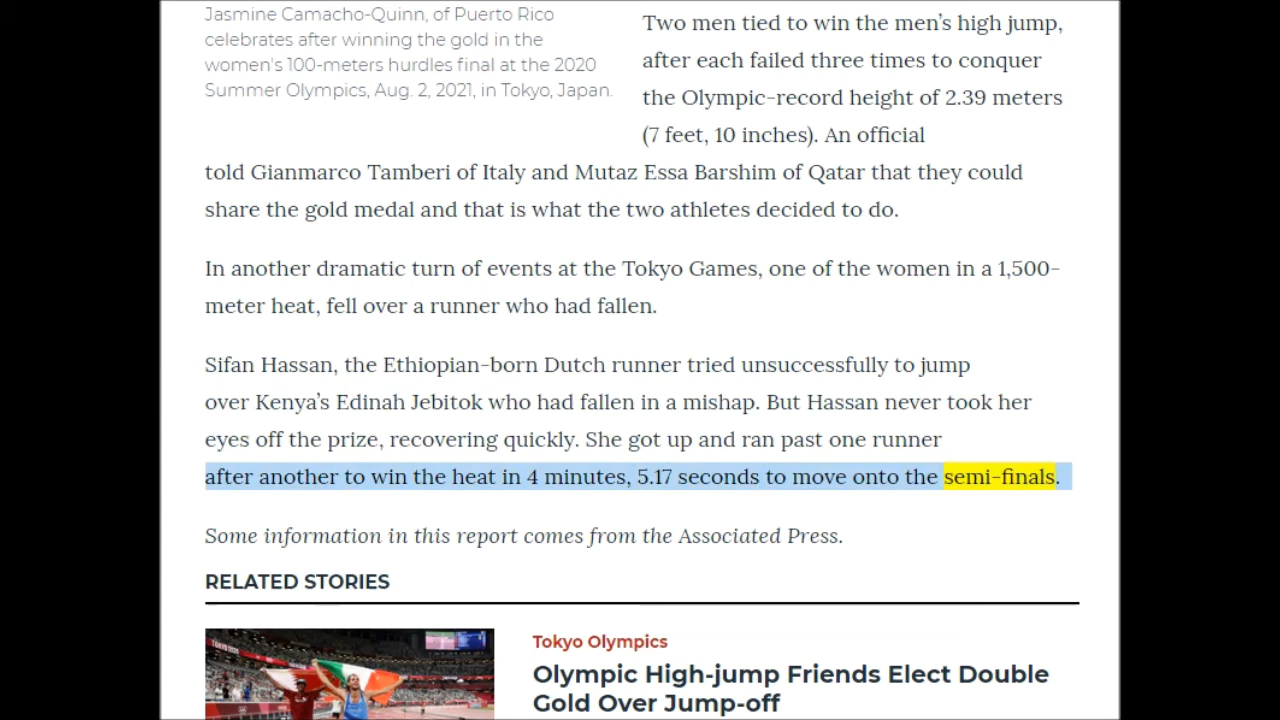 Jasmine Camacho-Quinn, of Puerto Rico
celebrates after winning the gold in the
women's 100-meters hurdles final at the 2020
Summer Olympics, Aug. 2, 2021, in Tokyo, Japan.
Two men tied to win the men’s high jump,
after each failed three times to conquer
the Olympic-record height of 2.39 meters
(7 feet, 10 inches). An official
told Gianmarco Tamberi of Italy and Mutaz Essa Barshim of Qatar that they could
share the gold medal and that is what the two athletes decided to do.
In another dramatic turn of events at the Tokyo Games, one of the women in a 1,500-
meter heat, fell over a runner who had fallen.
Sifan Hassan, the Ethiopian-born Dutch runner tried unsuccessfully to jump
over Kenya’s Edinah Jebitok who had fallen in a mishap. But Hassan never took her
eyes off the prize, recovering quickly. She got up and ran past one runner
after another to win the heat in 4 minutes, 5.17 seconds to move onto the semi-finals.
Some information in this report comes from the Associated Press.
RELATED STORIES
Tokyo Olympics
Olympic High-jump Friends Elect Double
Gold Over Jump-off